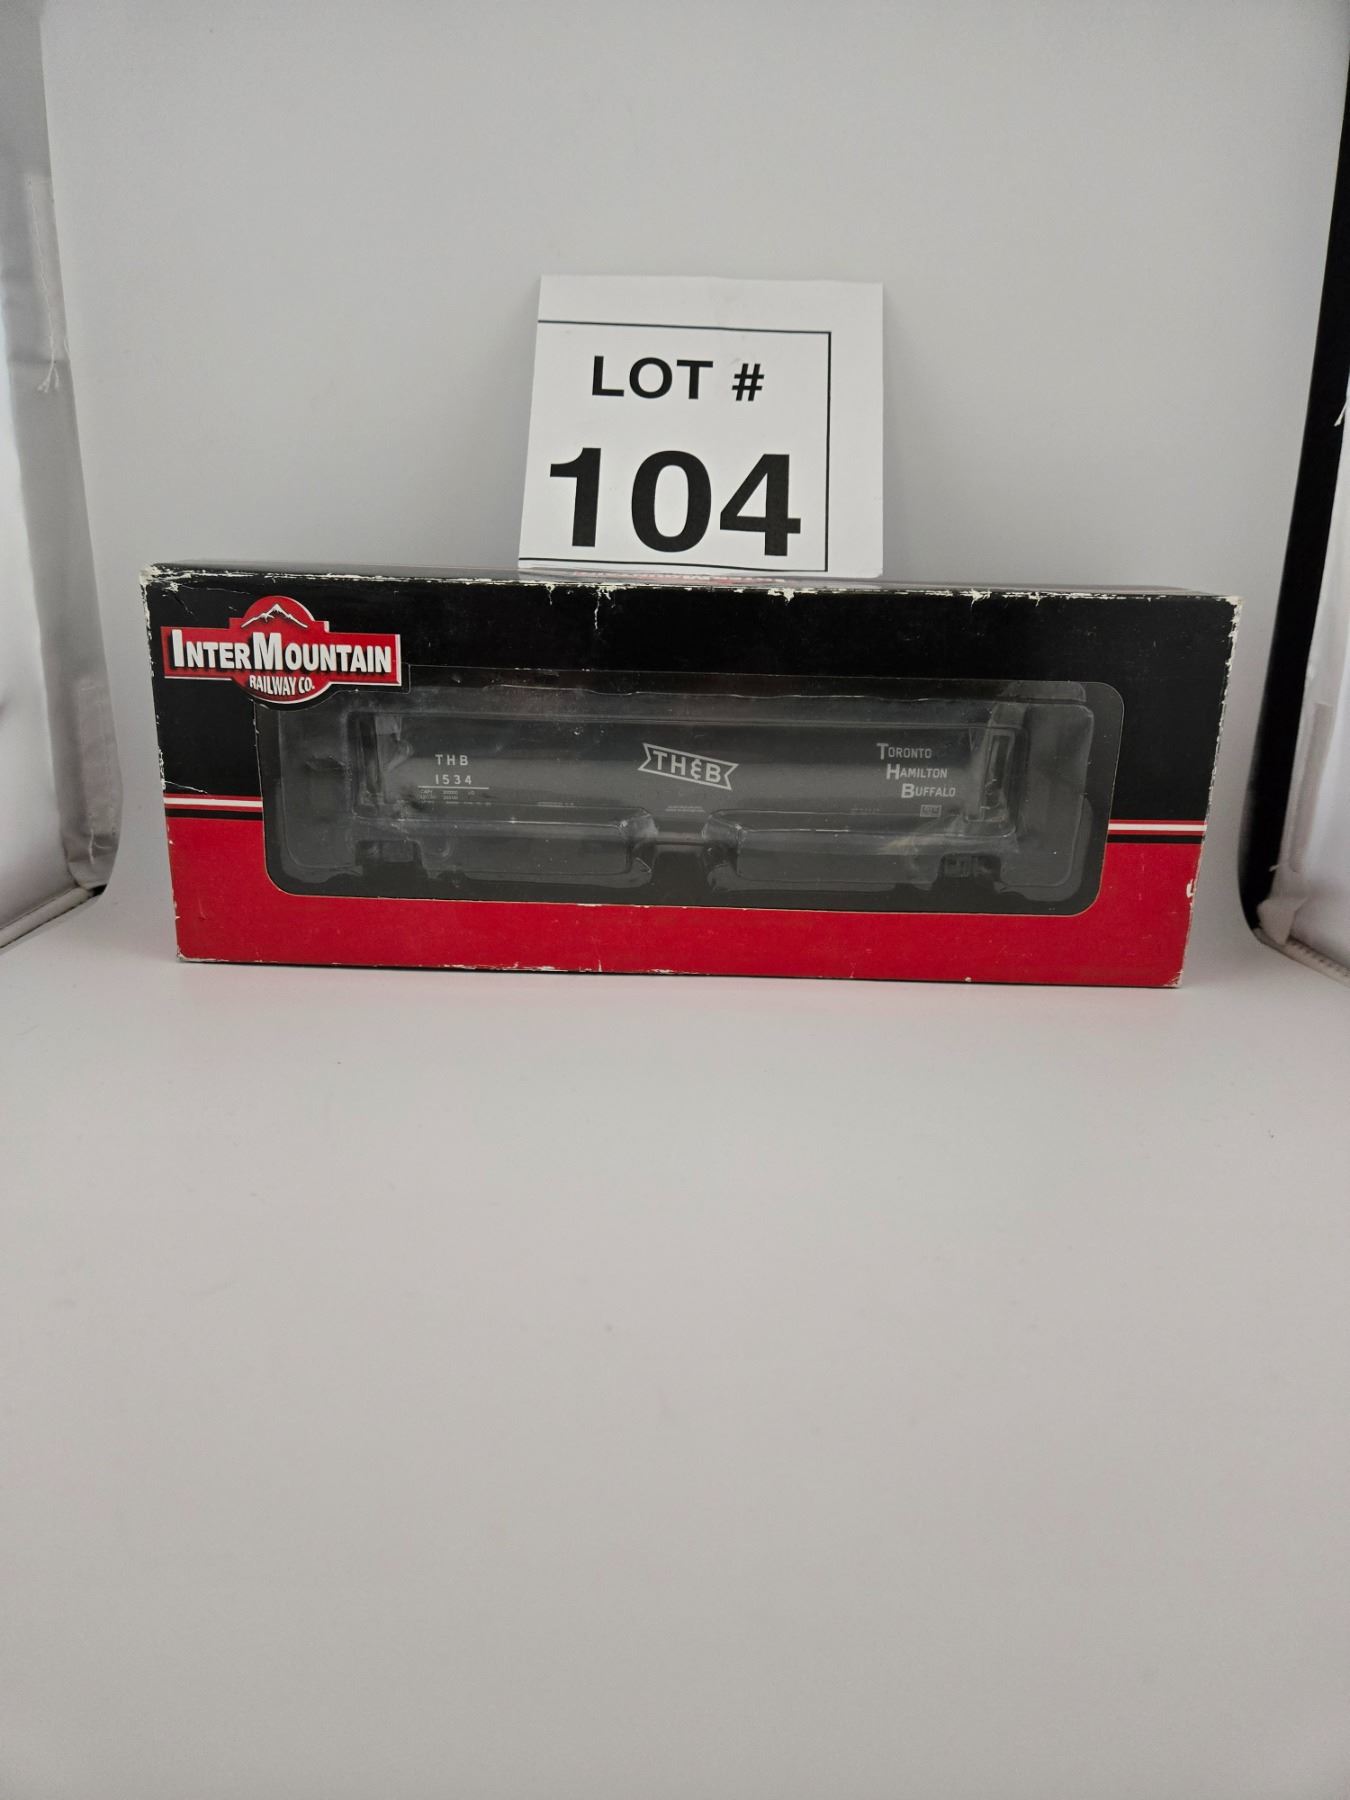 LOT #
104
INTERMOUNTAIN
RAILWAY CO.
THB
1534
TH&B
TORONTO
HAMILTON
BUFFALO